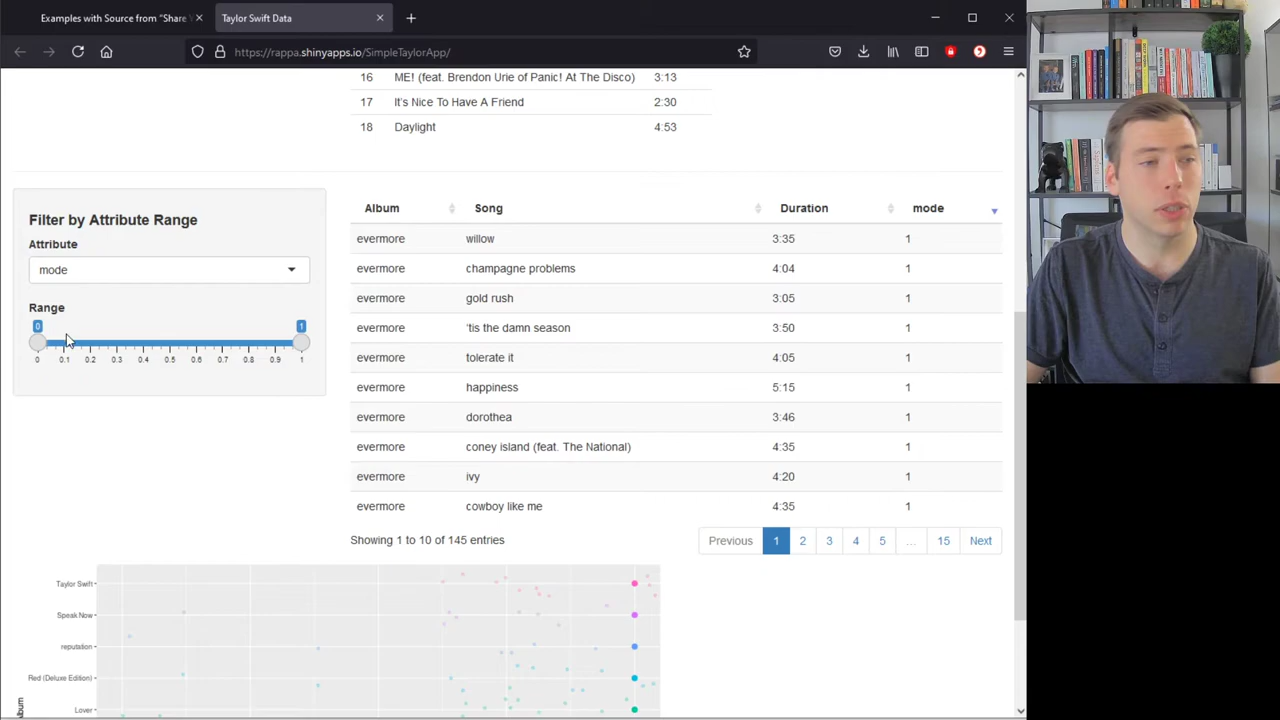 Examples with Source from "Share
Taylor Swift Data
https://rappa.shinyapps.io/SimpleTaylorApp/
16 ME! (feat. Brendon Urie of Panic! At The Disco) 3:13
17 It's Nice To Have A Friend 2:30
18 Daylight 4:53
Filter by Attribute Range
Attribute
mode
Range
0 1
0 0.1 0.2 0.3 0.4 0.5 0.6 0.7 0.8 0.9 1
Album Song Duration mode
evermore willow 3:35 1
evermore champagne problems 4:04 1
evermore gold rush 3:05 1
evermore 'tis the damn season 3:50 1
evermore tolerate it 4:05 1
evermore happiness 5:15 1
evermore dorothea 3:46 1
evermore coney island (feat. The National) 4:35 1
evermore ivy 4:20 1
evermore cowboy like me 4:35 1
Showing 1 to 10 of 145 entries
Previous 1 2 3 4 5 … 15 Next
Taylor Swift
Speak Now
reputation
Red (Deluxe Edition)
Lover
Album